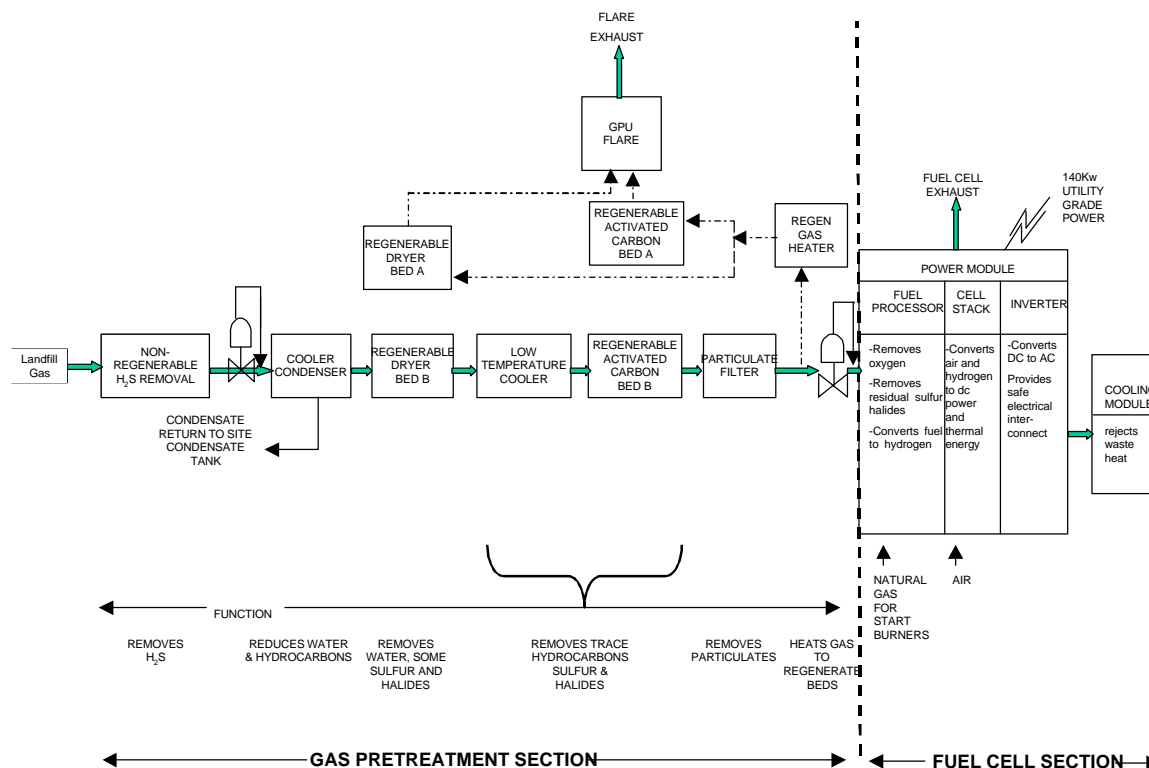 FLARE
EXHAUST
GPU
FLARE
FUEL CELL
EXHAUST
140Kw
UTILITY
GRADE
POWER
REGENERABLE
DRYER
BED A
REGENERABLE
ACTIVATED
CARBON
BED A
REGEN
GAS
HEATER
POWER MODULE
FUEL
PROCESSOR
-Removes
oxygen
-Removes
residual sulfur
halides
-Converts fuel
to hydrogen
CELL
STACK
-Converts
air and
hydrogen
to dc
power
and
thermal
energy
INVERTER
-Converts
DC to AC
Provides
safe
electrical
inter-
connect
COOLING
MODULE
rejects
waste
heat
Landfill
Gas
NON-
REGENERABLE
H2S REMOVAL
COOLER
CONDENSER
REGENERABLE
DRYER
BED B
LOW
TEMPERATURE
COOLER
REGENERABLE
ACTIVATED
CARBON
BED B
PARTICULATE
FILTER
CONDENSATE
RETURN TO SITE
CONDENSATE
TANK
NATURAL
GAS
FOR
START
BURNERS
AIR
FUNCTION
REMOVES
H2S
REDUCES WATER
& HYDROCARBONS
REMOVES
WATER, SOME
SULFUR AND
HALIDES
REMOVES TRACE
HYDROCARBONS
SULFUR &
HALIDES
REMOVES
PARTICULATES
HEATS GAS
TO
REGENERATE
BEDS
GAS PRETREATMENT SECTION
FUEL CELL SECTION